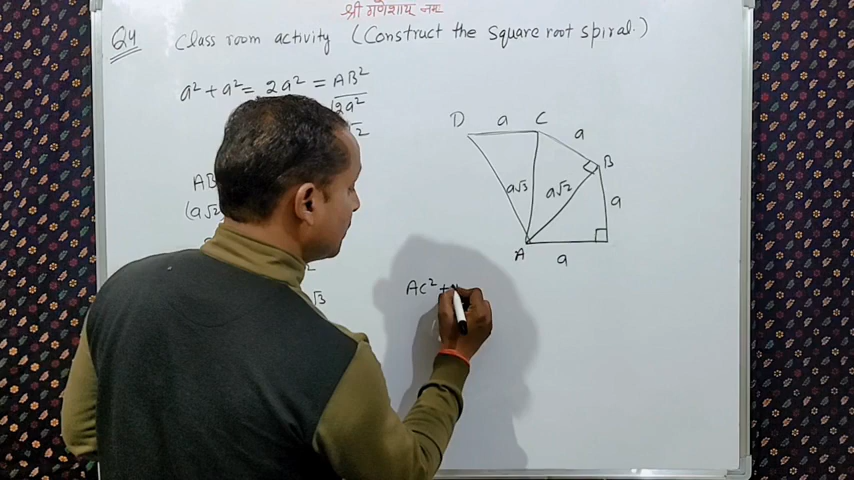 श्री गणेशाय नमः
Q4 Class room activity (Construct the Square root spiral.)
a² + a² = 2a² = AB²
√2a²
√2
AB
(a√2
²
√3
D a C
a
B
a√3 a√2 a
A a
AC² +